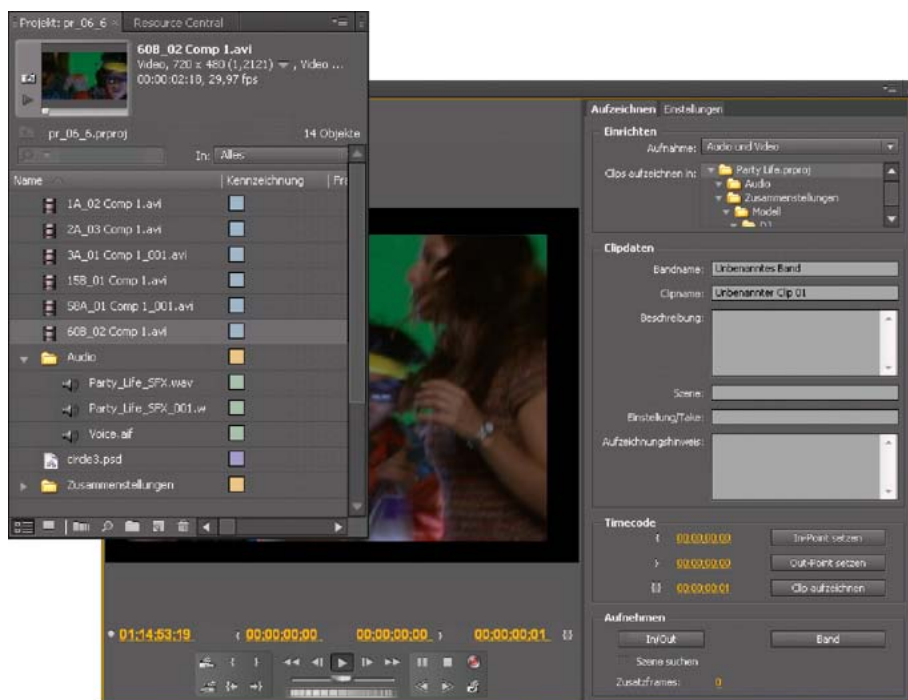 Projekt: pr_06_6 × Resource Central
60B_02 Comp 1.avi
Video, 720 x 480 (1,2121) , Video ...
00:00:02:18, 29,97 fps
pr_06_6.prproj 14 Objekte
In: Alles
Name Kennzeichnung Fra
1A_02 Comp 1.avi
2A_03 Comp 1.avi
3A_01 Comp 1_001.avi
15B_01 Comp 1.avi
58A_01 Comp 1_001.avi
60B_02 Comp 1.avi
Audio
Party_Life_SFX.wav
Party_Life_SFX_001.w
Voice.aif
circle3.psd
Zusammenstellungen
Aufzeichnen Einstellungen
Einrichten
Aufnahme: Audio und Video
Clips aufzeichnen in: Party Life.prproj
Audio
Zusammenstellungen
Modell
Clipdaten
Bandname: Unbenanntes Band
Clipname: Unbenannter Clip 01
Beschreibung:
Szene:
Einstellung/Take:
Aufzeichnungshinweis:
Timecode
{ 00;00;00;00 In-Point setzen
} 00;00;00;00 Out-Point setzen
{} 00;00;00;01 Clip aufzeichnen
Aufnehmen
In/Out Band
Szene suchen
Zusatzframes: 0
01;14;53;19 { 00;00;00;00 00;00;00;00 } 00;00;00;01 {}